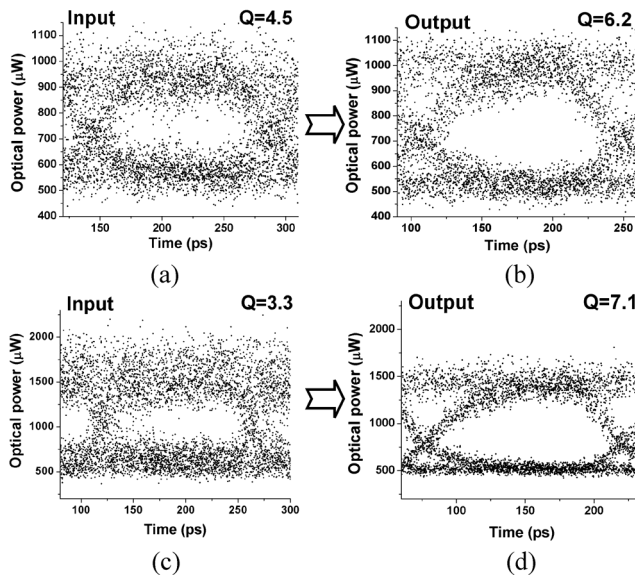 Input Q=4.5
Optical power (μW)
1100
1000
900
800
700
600
500
400
150 200 250 300
Time (ps)
(a)
Output Q=6.2
Optical power (μW)
1100
1000
900
800
700
600
500
400
100 150 200 250
Time (ps)
(b)
Input Q=3.3
Optical power (μW)
2000
1500
1000
500
100 150 200 250 300
Time (ps)
(c)
Output Q=7.1
Optical power (μW)
2000
1500
1000
500
100 150 200
Time (ps)
(d)